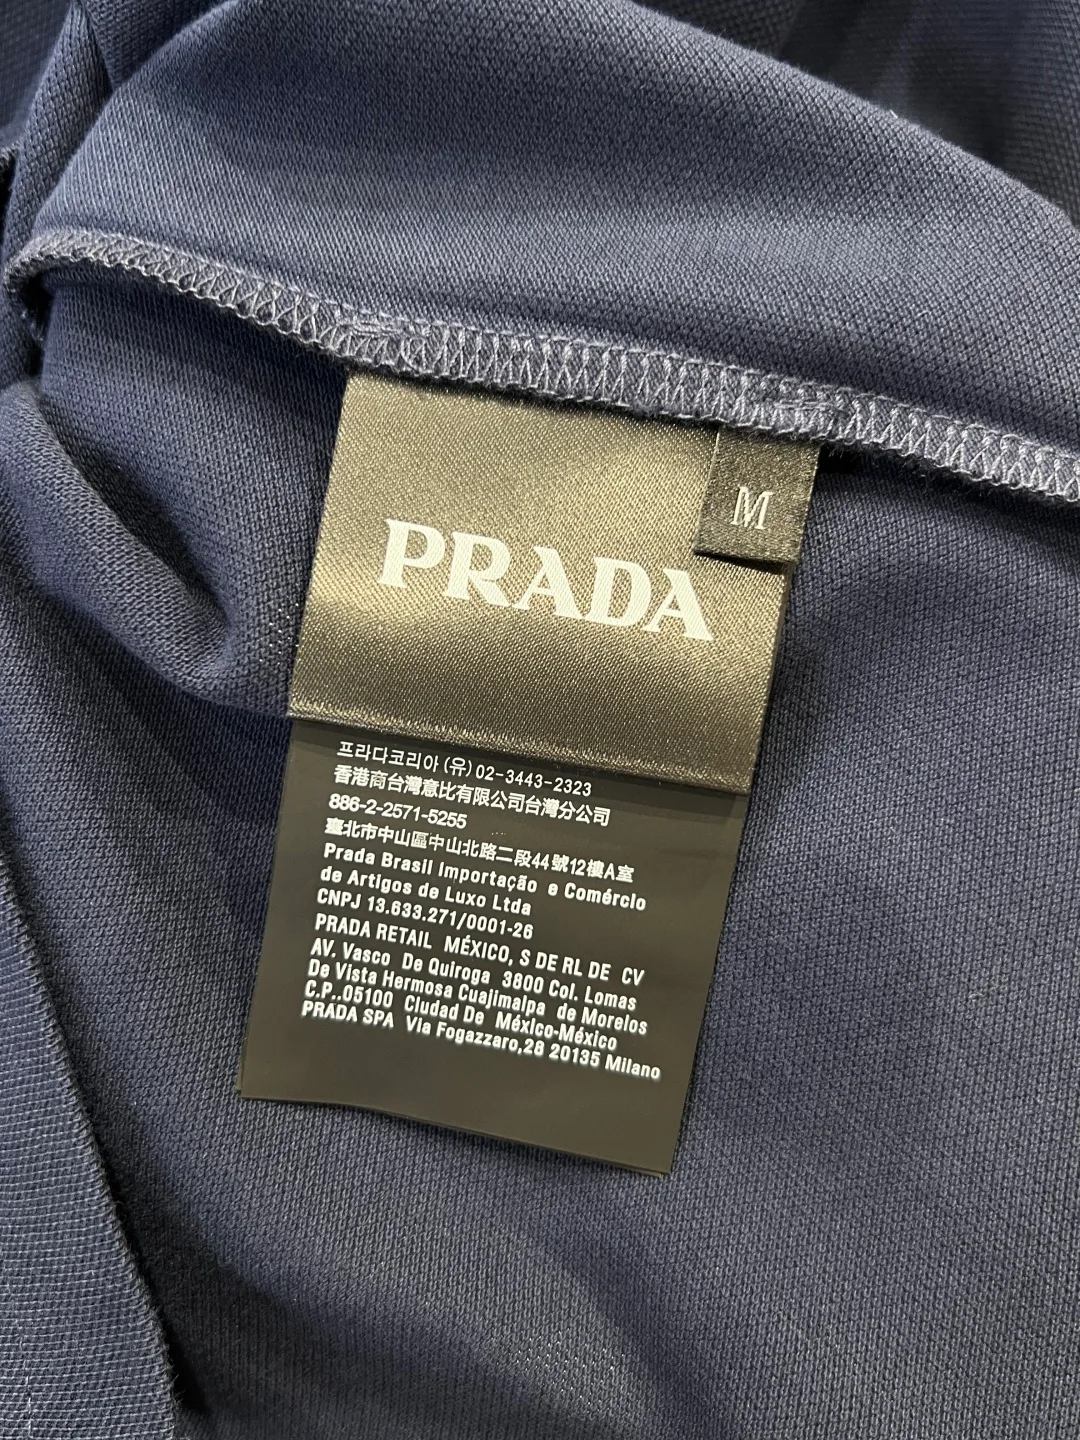 M
PRADA
프라다코리아 (유) 02-3443-2323
香港商台灣意比有限公司台灣分公司
886-2-2571-5255
臺北市中山區中山北路二段44號12樓A室
Prada Brasil Importação e Comércio
de Artigos de Luxo Ltda
CNPJ 13.633.271/0001-26
PRADA RETAIL MÉXICO, S DE RL DE CV
AV. Vasco De Quiroga 3800 Col. Lomas
De Vista Hermosa Cuajimalpa de Morelos
C.P..05100 Ciudad De México-México
PRADA SPA Via Fogazzaro,28 20135 Milano